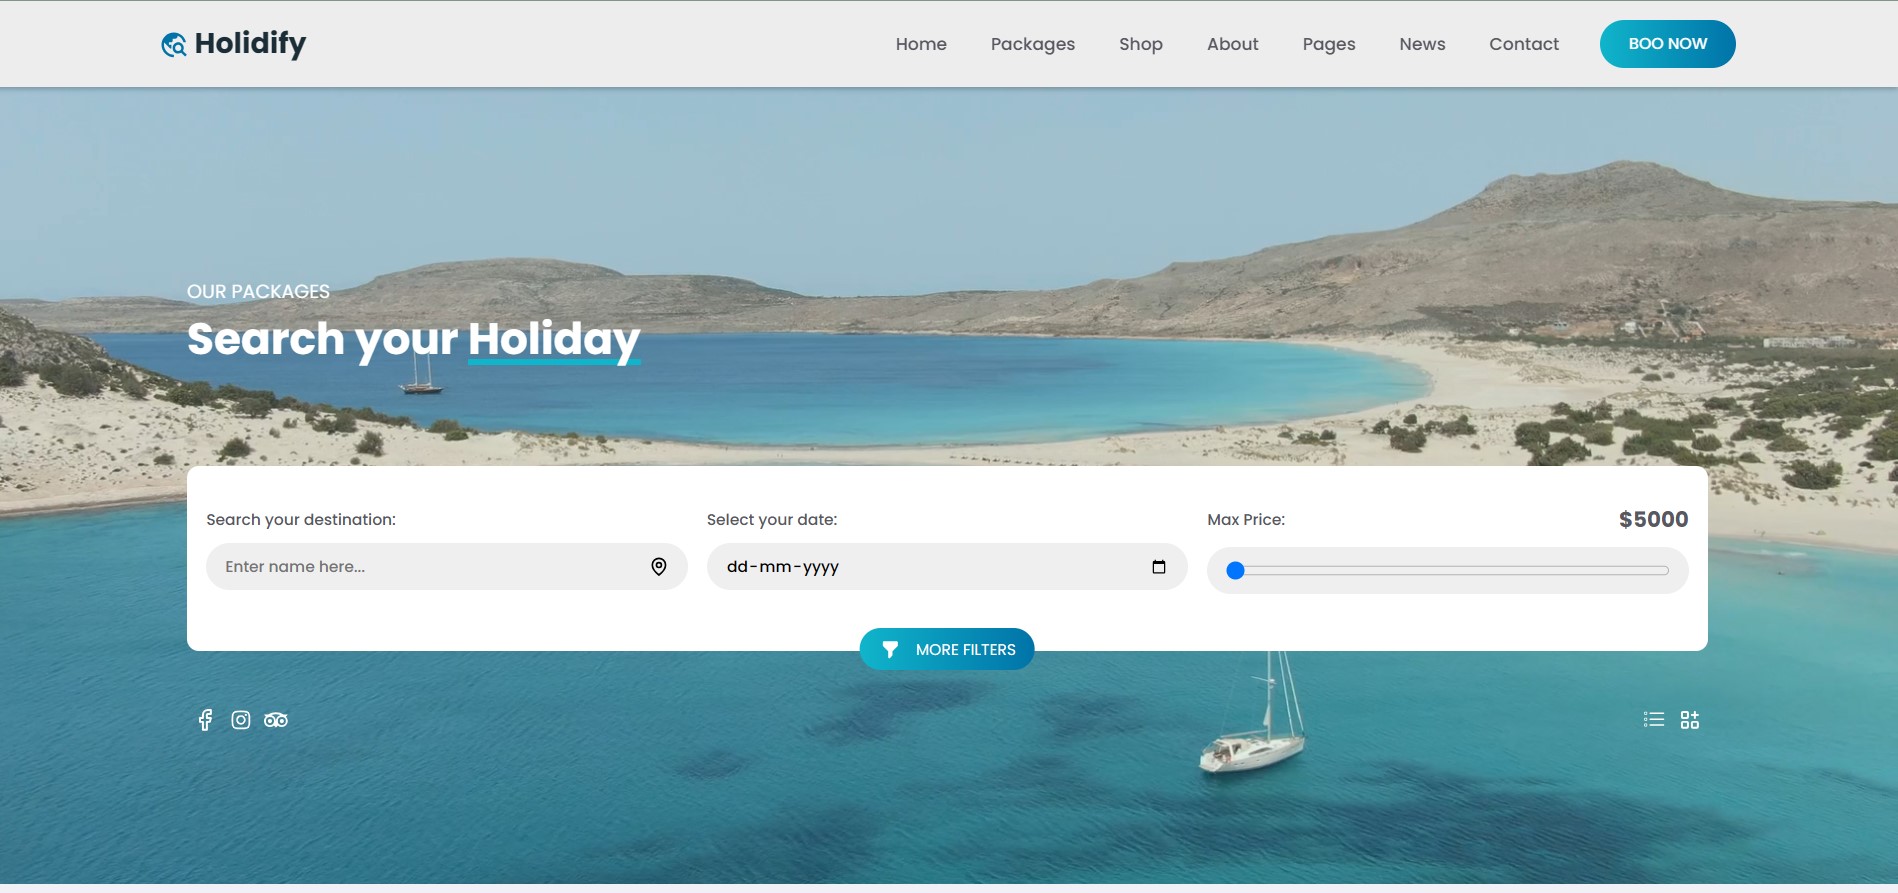 Holidify
Home Packages Shop About Pages News Contact BOO NOW
OUR PACKAGES
Search your Holiday
Search your destination: Select your date: Max Price: $5000
Enter name here... dd-mm-yyyy
MORE FILTERS